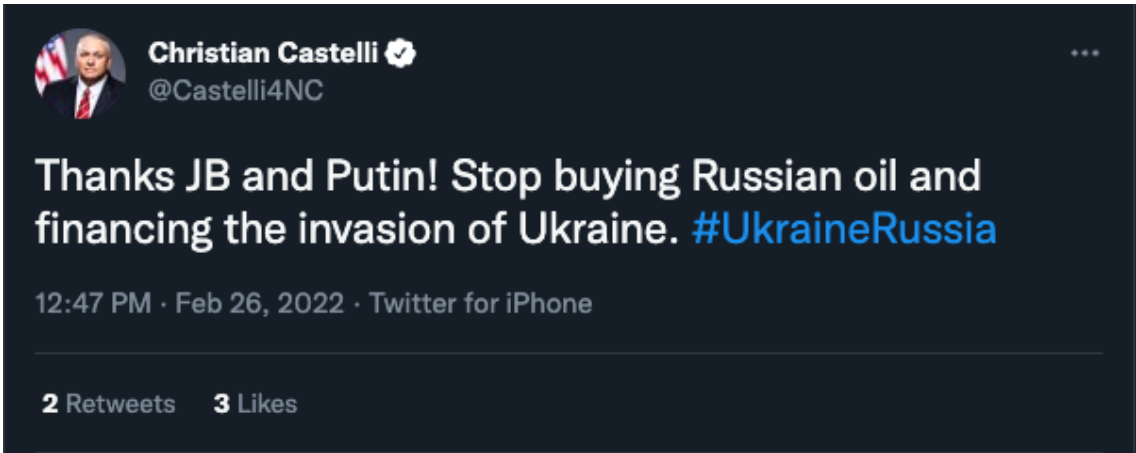 Christian Castelli
@Castelli4NC
Thanks JB and Putin! Stop buying Russian oil and
financing the invasion of Ukraine. #UkraineRussia
12:47 PM · Feb 26, 2022 · Twitter for iPhone
2 Retweets 3 Likes